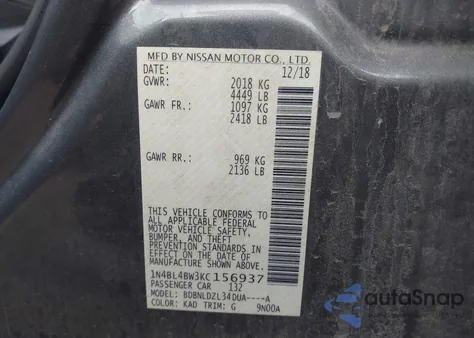 MFD BY NISSAN MOTOR CO., LTD.
DATE: 12/18
GVWR: 2018 KG
4449 LB
GAWR FR.: 1097 KG
2418 LB
GAWR RR.: 969 KG
2136 LB
THIS VEHICLE CONFORMS TO
ALL APPLICABLE FEDERAL
MOTOR VEHICLE SAFETY,
BUMPER, AND THEFT
PREVENTION STANDARDS IN
EFFECT ON THE DATE OF
MANUFACTURE SHOWN ABOVE.
1N4BL4BW3KC156937
PASSENGER CAR 132
MODEL: BDBNLDZL34DUA----A
COLOR: KAD TRIM: G 9N00A
autoSnap